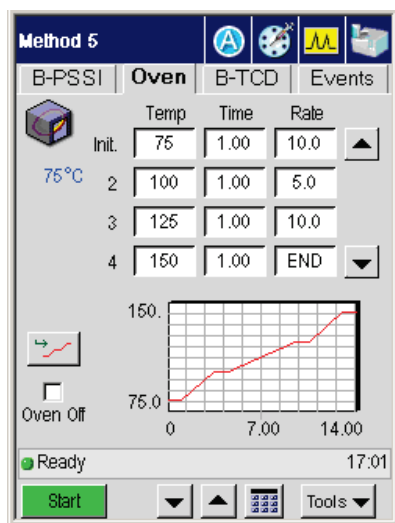 Method 5
B-PSSI Oven B-TCD Events
Temp Time Rate
Init. 75 1.00 10.0
75°C
2 100 1.00 5.0
3 125 1.00 10.0
4 150 1.00 END
150.
75.0
0 7.00 14.00
Oven Off
Ready 17:01
Start Tools